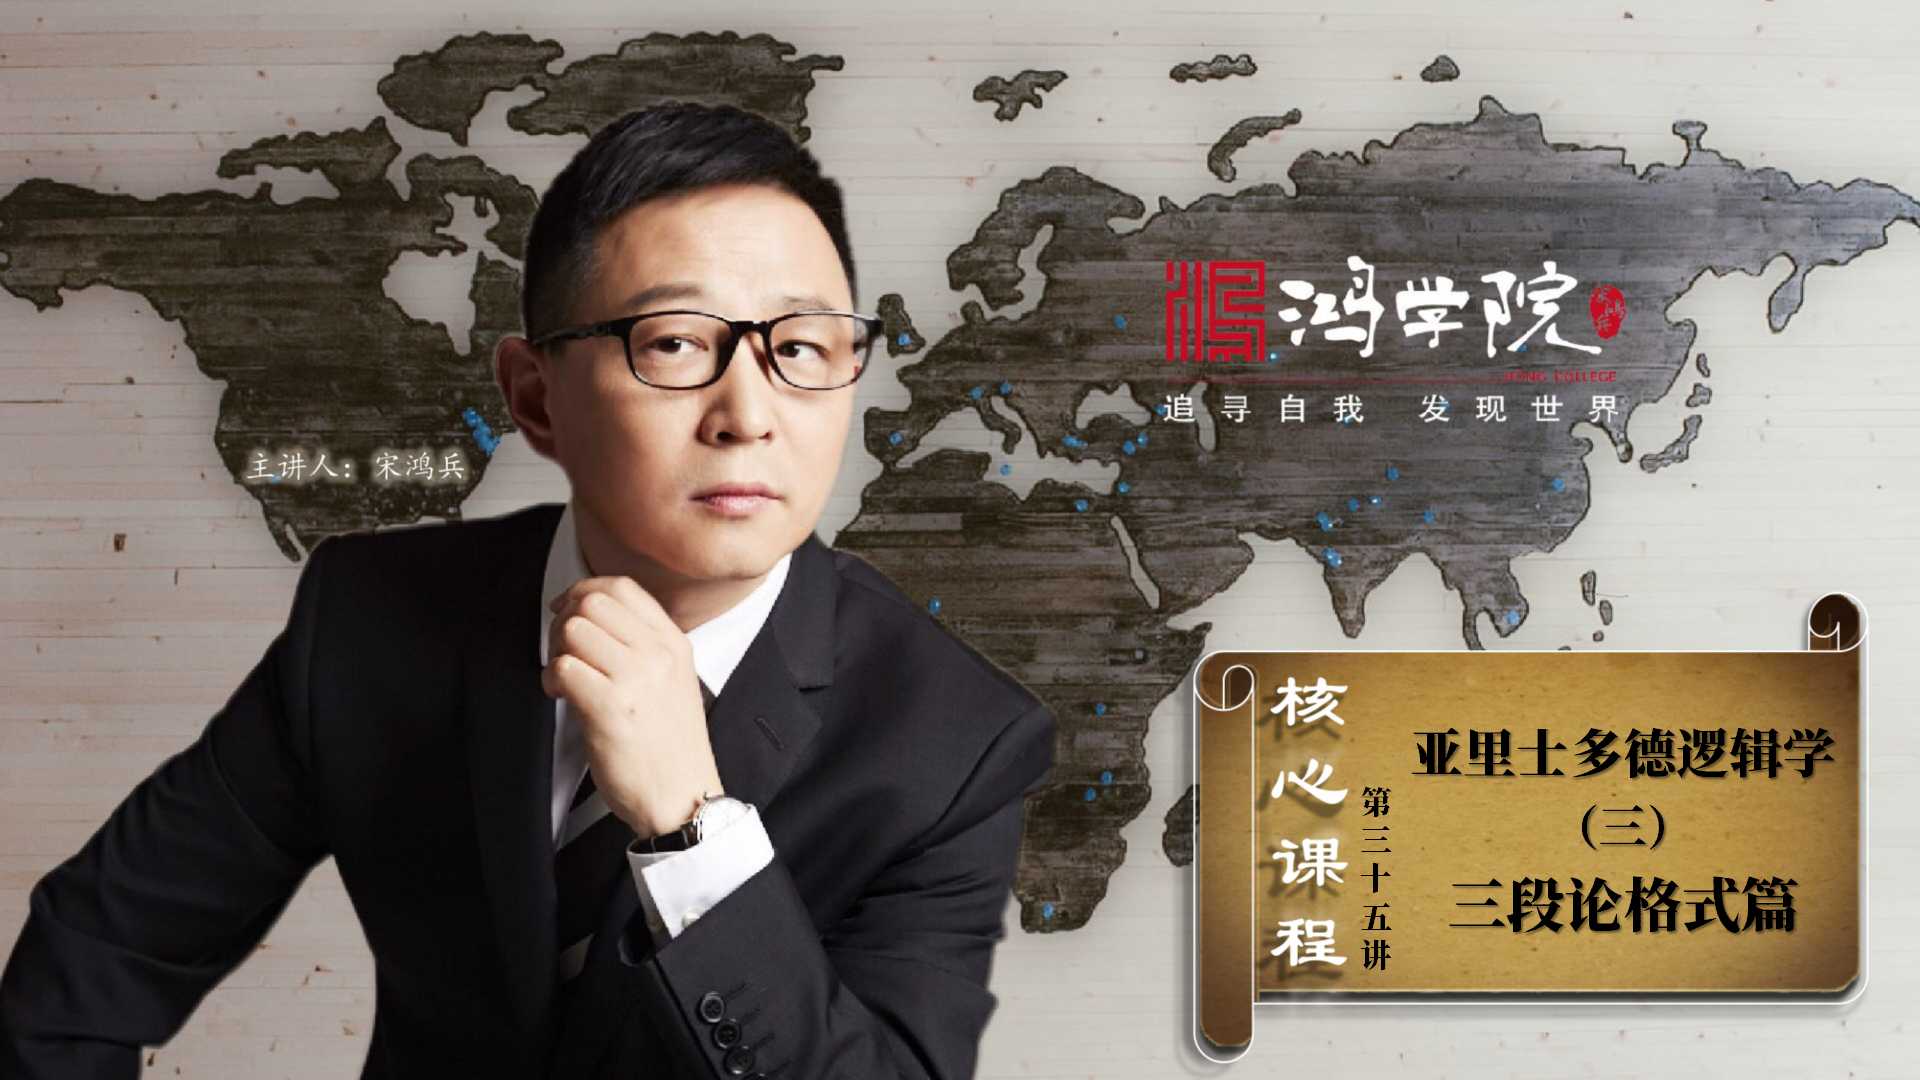 鸿学院
HONG COLLEGE
追寻自我 发现世界
主讲人：宋鸿兵
核心课程
第三十五讲
亚里士多德逻辑学
(三)
三段论格式篇